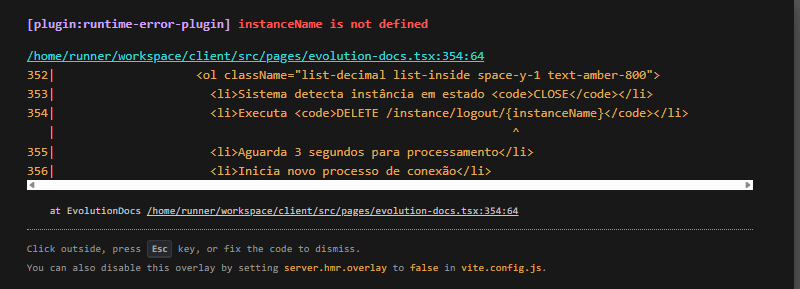 [plugin:runtime-error-plugin] instanceName is not defined
/home/runner/workspace/client/src/pages/evolution-docs.tsx:354:64
352| <ol className="list-decimal list-inside space-y-1 text-amber-800">
353| <li>Sistema detecta instância em estado <code>CLOSE</code></li>
354| <li>Executa <code>DELETE /instance/logout/{instanceName}</code></li>
| ^
355| <li>Aguarda 3 segundos para processamento</li>
356| <li>Inicia novo processo de conexão</li>
at EvolutionDocs /home/runner/workspace/client/src/pages/evolution-docs.tsx:354:64
Click outside, press Esc key, or fix the code to dismiss.
You can also disable this overlay by setting server.hmr.overlay to false in vite.config.js.